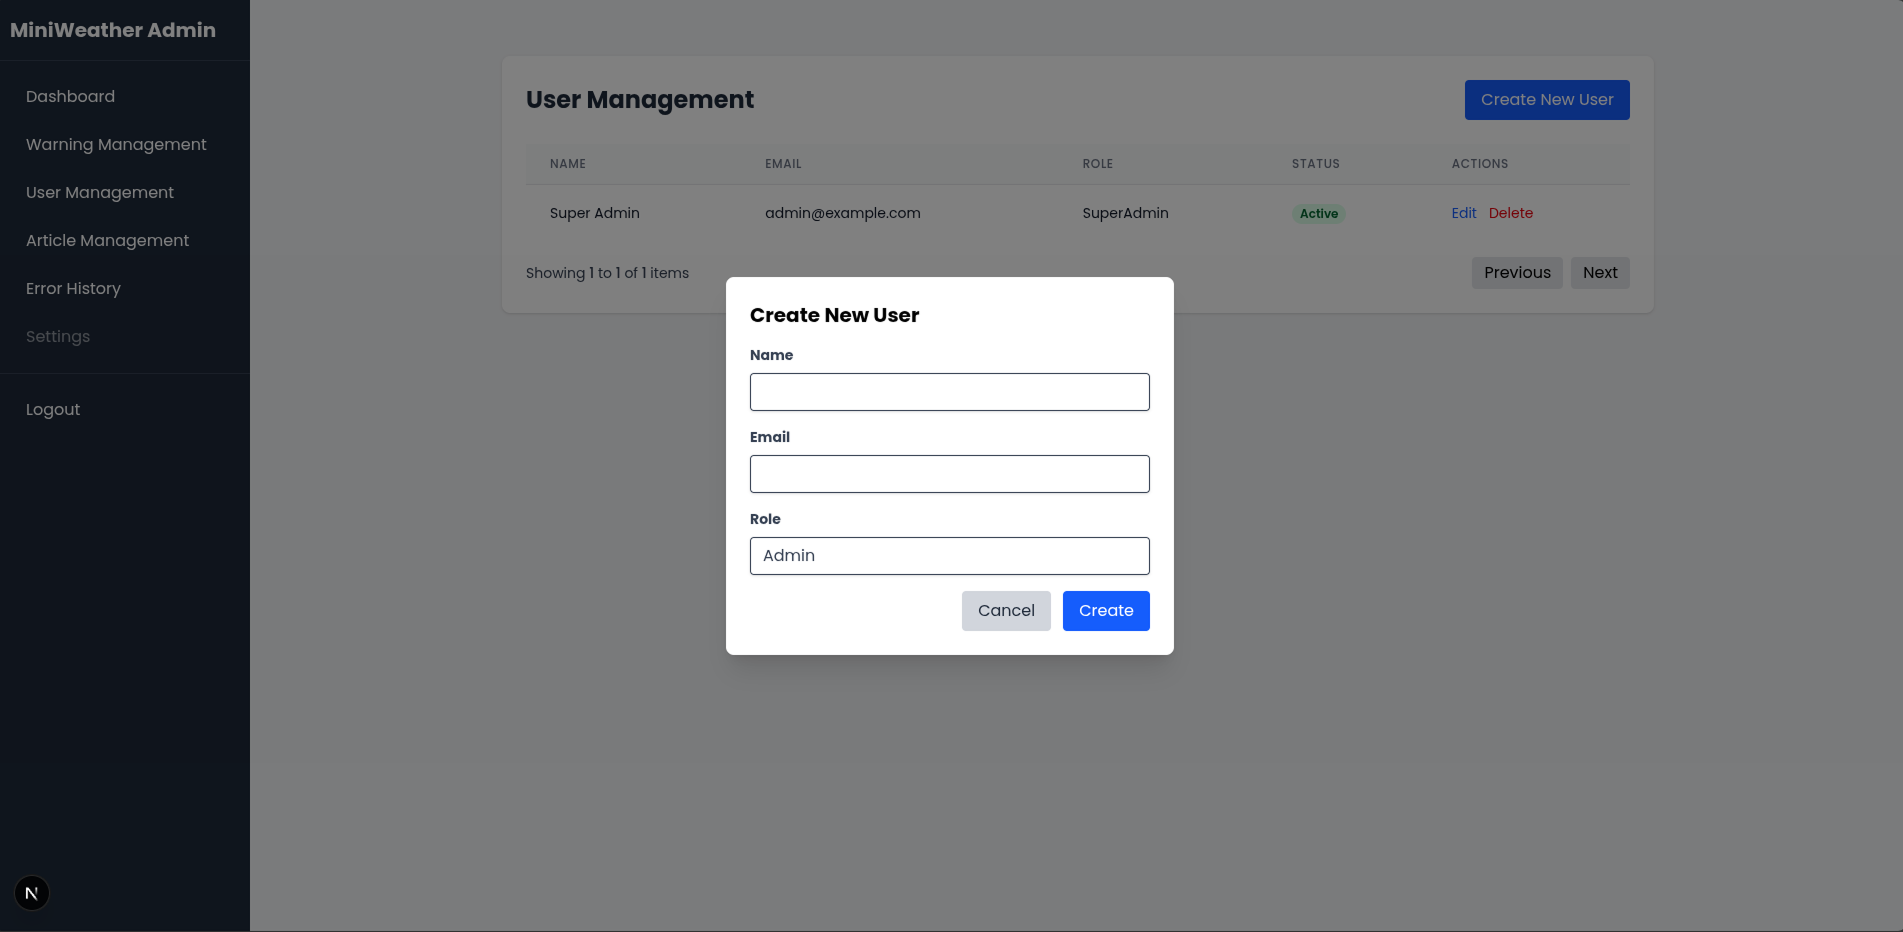 MiniWeather Admin
Dashboard
Warning Management
User Management
Article Management
Error History
Settings
Logout
N
User Management
Create New User
NAME EMAIL ROLE STATUS ACTIONS
Super Admin admin@example.com SuperAdmin Active Edit Delete
Showing 1 to 1 of 1 items
Previous Next
Create New User
Name
Email
Role
Admin
Cancel Create